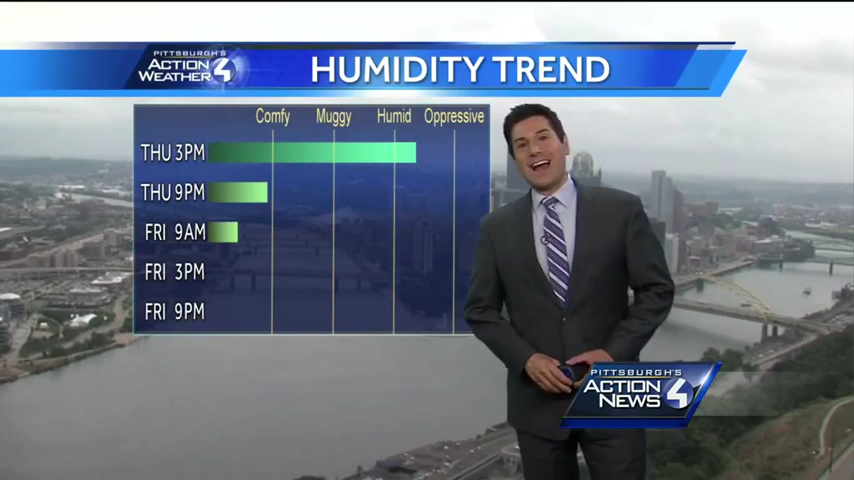 PITTSBURGH'S
ACTION
WEATHER 4
HUMIDITY TREND
Comfy Muggy Humid Oppressive
THU 3PM
THU 9PM
FRI 9AM
FRI 3PM
FRI 9PM
PITTSBURGH'S
ACTION
NEWS 4